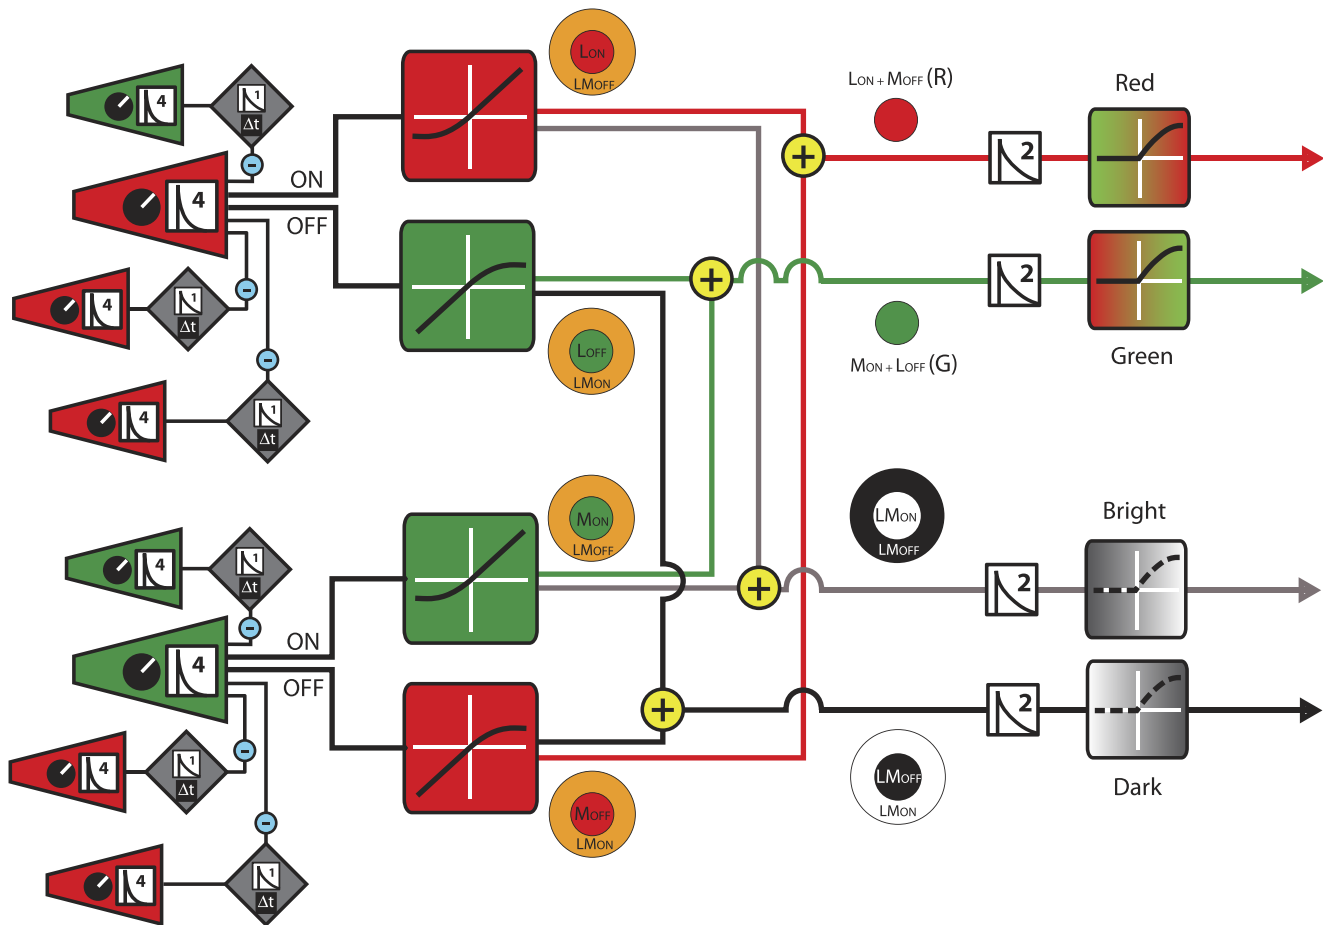 LON
LMOFF
LON + MOFF (R)
Red
4
1
Δt
-
ON
4
OFF
+
2
4
1
Δt
-
+
2
LOFF
LMON
MON + LOFF (G)
Green
-
4
1
Δt
MON
LMOFF
LMON
LMOFF
Bright
4
1
Δt
-
ON
4
OFF
+
2
-
4
1
Δt
+
2
LMOFF
LMON
Dark
MOFF
LMON
-
4
1
Δt